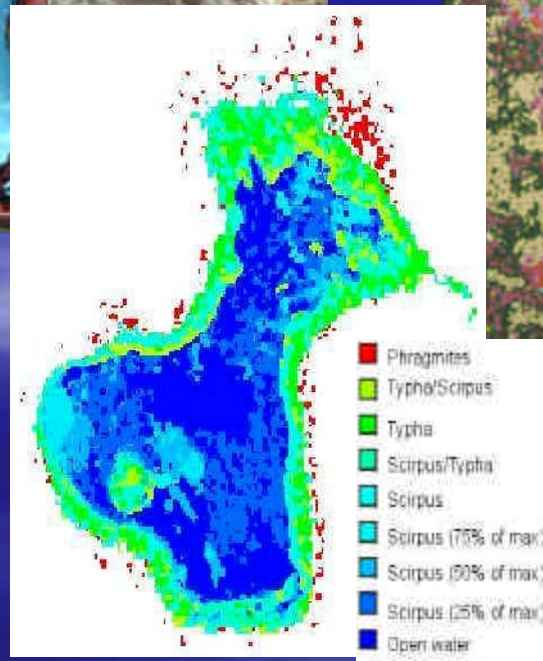 Phragmites
Typha/Scirpus
Typha
Scirpus/Typha
Scirpus
Scirpus (75% of max)
Scirpus (50% of max)
Scirpus (25% of max)
Open water